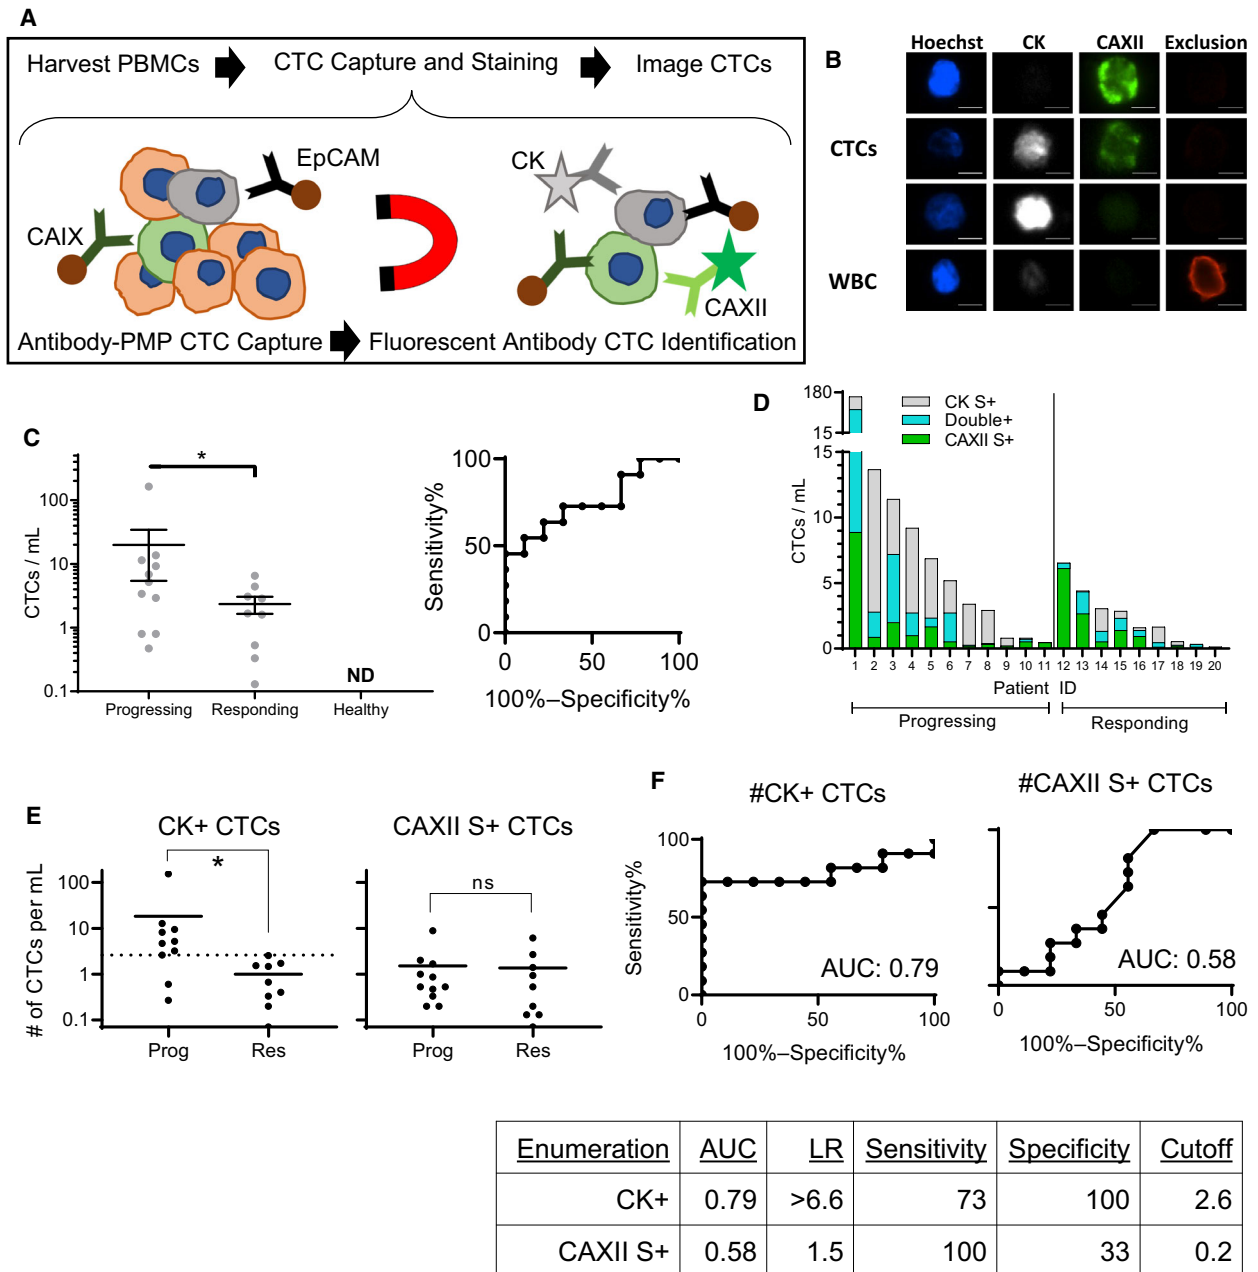 A
Harvest PBMCs
CTC Capture and Staining
Image CTCs
EpCAM
CAIX
CK
CAXII
Antibody-PMP CTC Capture
Fluorescent Antibody CTC Identification
B
Hoechst CK CAXII Exclusion
CTCs
WBC
C
CTCs / mL
100
10
1
0.1
*
ND
Progressing Responding Healthy
Sensitivity%
100
50
0
0 50 100
100%–Specificity%
D
CK S+
Double+
CAXII S+
CTCs / mL
180
15
15
10
5
0
1 2 3 4 5 6 7 8 9 10 11 12 13 14 15 16 17 18 19 20
Patient ID
Progressing Responding
E
CK+ CTCs
# of CTCs per mL
100
10
1
0.1
*
Prog Res
CAXII S+ CTCs
ns
Prog Res
F
#CK+ CTCs
Sensitivity%
100
50
0
AUC: 0.79
0 50 100
100%–Specificity%
#CAXII S+ CTCs
AUC: 0.58
0 50 100
100%–Specificity%
Enumeration AUC LR Sensitivity Specificity Cutoff
CK+ 0.79 >6.6 73 100 2.6
CAXII S+ 0.58 1.5 100 33 0.2